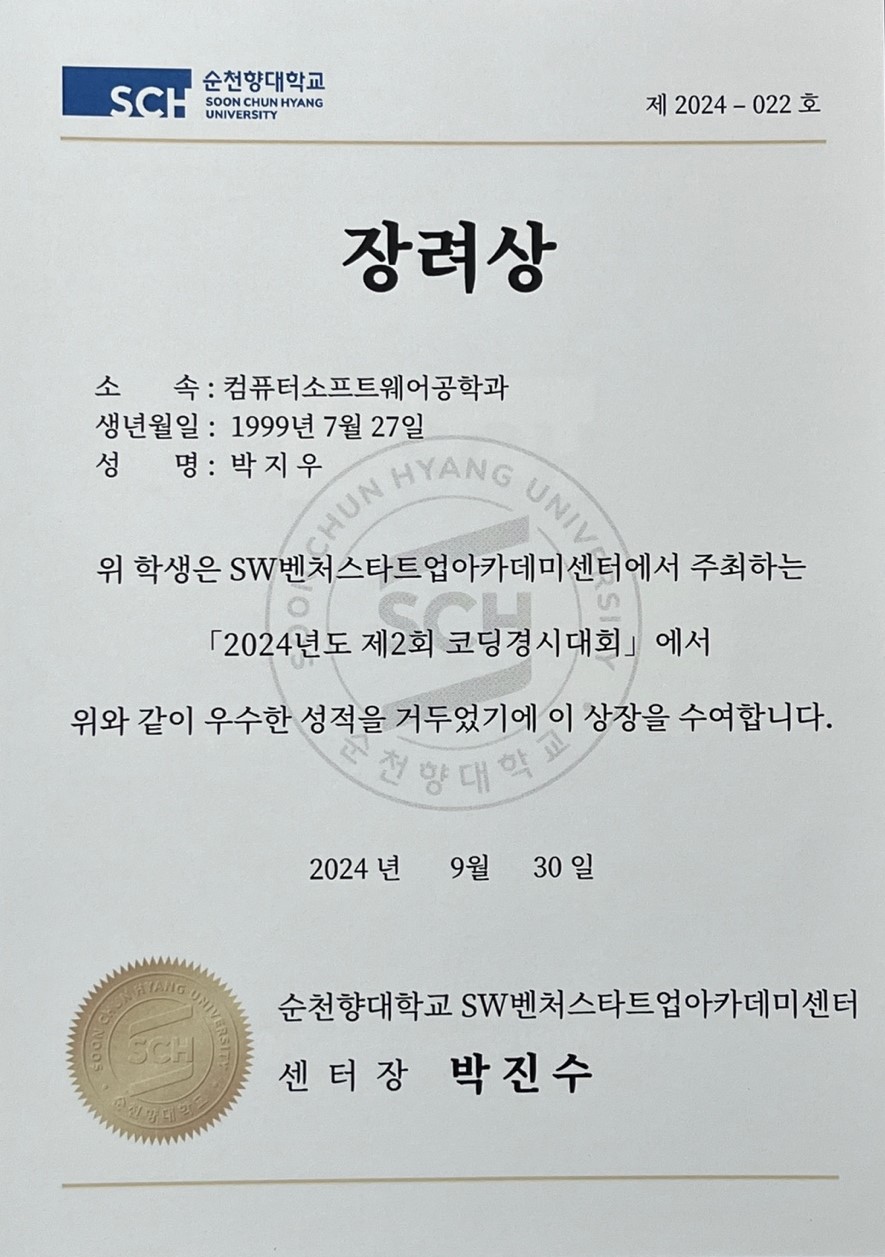 SCH 순천향대학교
SOON CHUN HYANG
UNIVERSITY
제 2024 – 022 호
장려상
소 속 : 컴퓨터소프트웨어공학과
생년월일 : 1999년 7월 27일
성 명 : 박 지 우
위 학생은 SW벤처스타트업아카데미센터에서 주최하는
「2024년도 제2회 코딩경시대회」에서
위와 같이 우수한 성적을 거두었기에 이 상장을 수여합니다.
SOON CHUN HYANG UNIVERSITY
SCH
순천향대학교
2024 년 9월 30 일
SOON CHUN HYANG UNIVERSITY
SCH
순천향대학교
순천향대학교 SW벤처스타트업아카데미센터
센 터 장 박 진 수